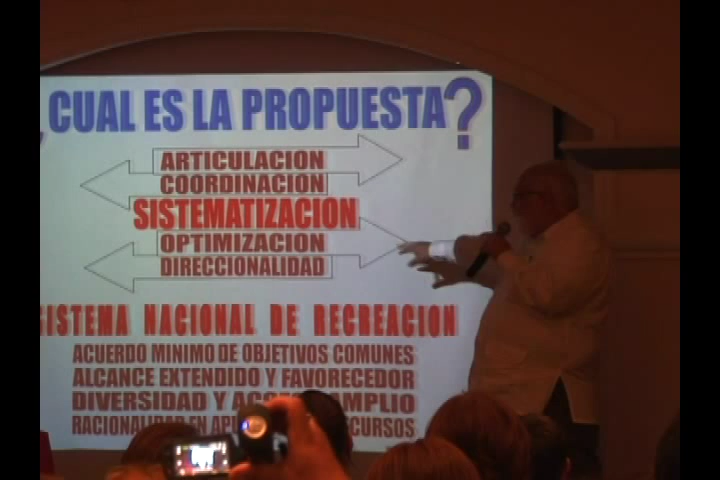 ¿CUAL ES LA PROPUESTA?
ARTICULACION
COORDINACION
SISTEMATIZACION
OPTIMIZACION
DIRECCIONALIDAD
SISTEMA NACIONAL DE RECREACION
ACUERDO MINIMO DE OBJETIVOS COMUNES
ALCANCE EXTENDIDO Y FAVORECEDOR
DIVERSIDAD Y AMPLIO
RACIONALIDAD EN